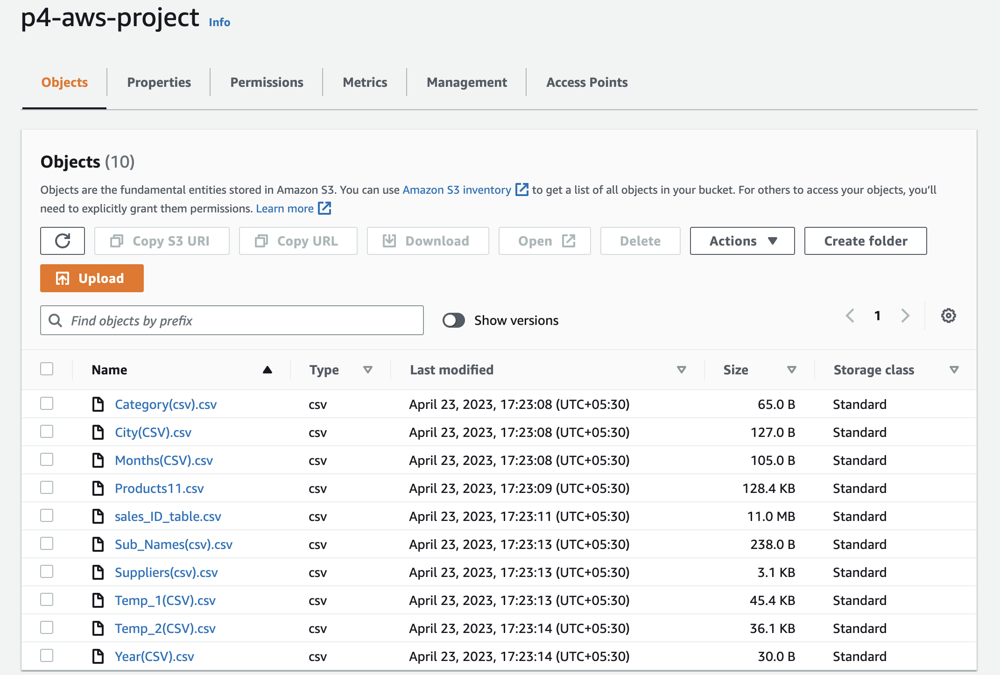 p4-aws-project Info
Objects Properties Permissions Metrics Management Access Points
Objects (10)
Objects are the fundamental entities stored in Amazon S3. You can use Amazon S3 inventory to get a list of all objects in your bucket. For others to access your objects, you’ll
need to explicitly grant them permissions. Learn more
Copy S3 URI Copy URL Download Open Delete Actions Create folder
Upload
Find objects by prefix Show versions 1
Name Type Last modified Size Storage class
Category(csv).csv csv April 23, 2023, 17:23:08 (UTC+05:30) 65.0 B Standard
City(CSV).csv csv April 23, 2023, 17:23:08 (UTC+05:30) 127.0 B Standard
Months(CSV).csv csv April 23, 2023, 17:23:08 (UTC+05:30) 105.0 B Standard
Products11.csv csv April 23, 2023, 17:23:09 (UTC+05:30) 128.4 KB Standard
sales_ID_table.csv csv April 23, 2023, 17:23:11 (UTC+05:30) 11.0 MB Standard
Sub_Names(csv).csv csv April 23, 2023, 17:23:13 (UTC+05:30) 238.0 B Standard
Suppliers(csv).csv csv April 23, 2023, 17:23:13 (UTC+05:30) 3.1 KB Standard
Temp_1(CSV).csv csv April 23, 2023, 17:23:13 (UTC+05:30) 45.4 KB Standard
Temp_2(CSV).csv csv April 23, 2023, 17:23:14 (UTC+05:30) 36.1 KB Standard
Year(CSV).csv csv April 23, 2023, 17:23:14 (UTC+05:30) 30.0 B Standard